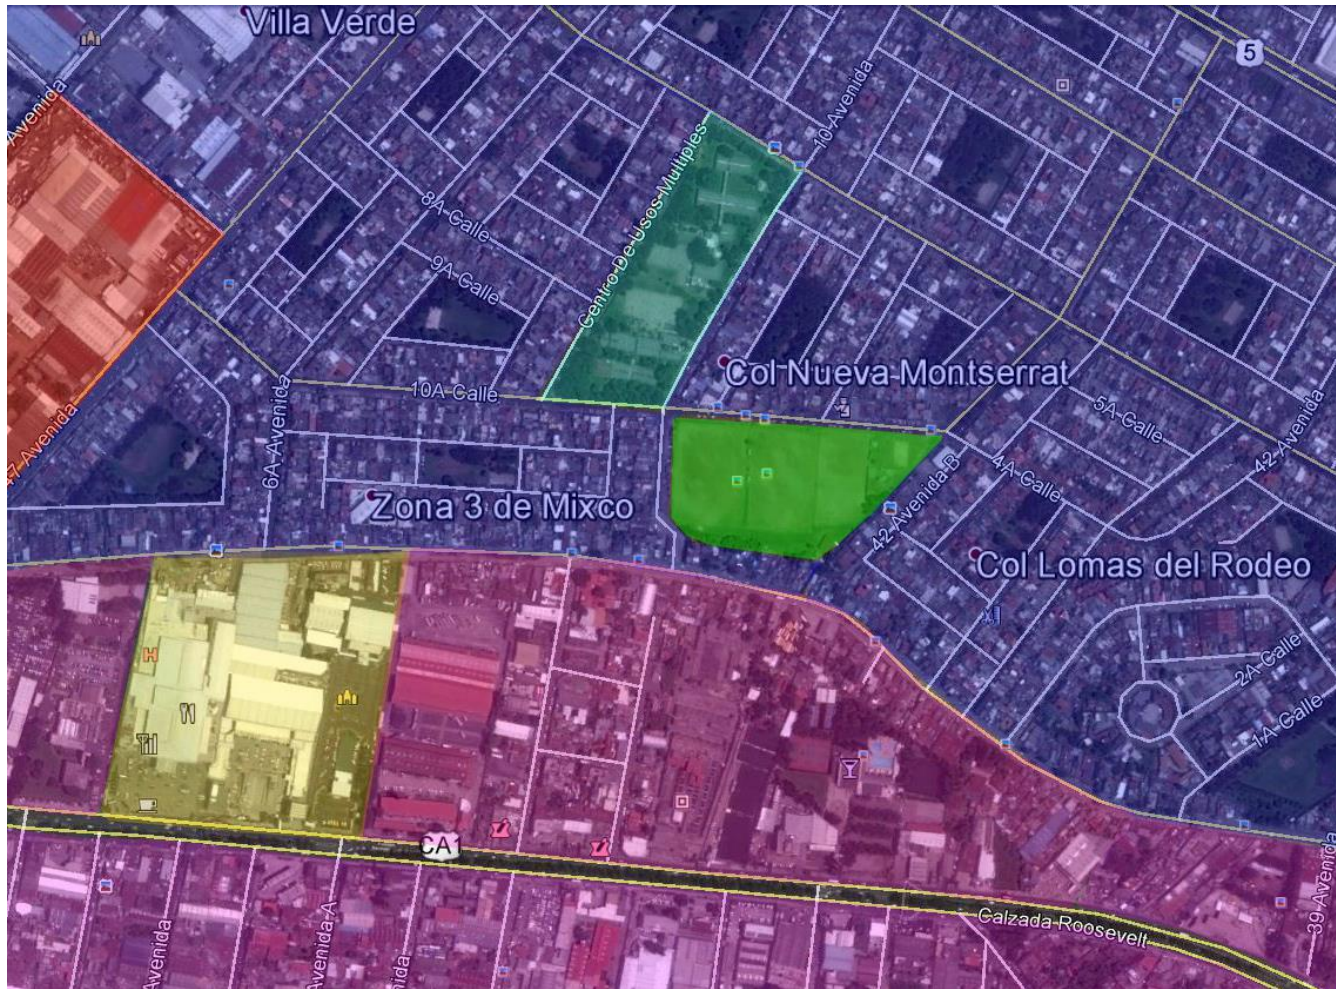 Villa Verde
5
Avenida
10 Avenida
Centro De Usos Multiples
8A Calle
9A Calle
Col Nueva Montserrat
10A Calle
6A Avenida
47 Avenida
5A Calle
42 Avenida
4A Calle
42 Avenida B
Zona 3 de Mixco
Col Lomas del Rodeo
2A Calle
1A Calle
CA1
Calzada Roosevelt
39 Avenida
Avenida
Avenida A
enida